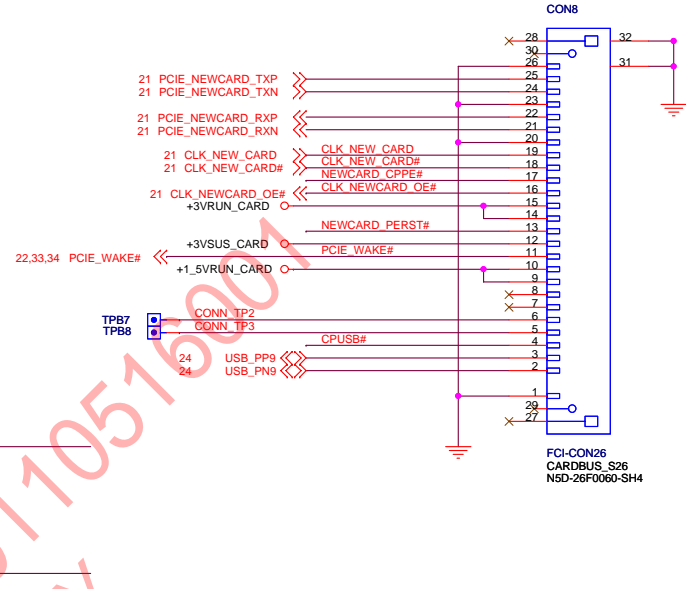 CON8
28 32
30
26 31
21 PCIE_NEWCARD_TXP 25
21 PCIE_NEWCARD_TXN 24
23
21 PCIE_NEWCARD_RXP 22
21 PCIE_NEWCARD_RXN 21
20
21 CLK_NEW_CARD CLK_NEW_CARD 19
21 CLK_NEW_CARD# CLK_NEW_CARD# 18
NEWCARD_CPPE# 17
21 CLK_NEWCARD_OE# CLK_NEWCARD_OE# 16
+3VRUN_CARD 15
14
NEWCARD_PERST# 13
+3VSUS_CARD 12
22,33,34 PCIE_WAKE# PCIE_WAKE# 11
+1_5VRUN_CARD 10
9
8
7
TPB7 CONN_TP2 6
TPB8 CONN_TP3 5
CPUSB# 4
24 USB_PP9 3
24 USB_PN9 2
1
29
27
FCI-CON26
CARDBUS_S26
N5D-26F0060-SH4